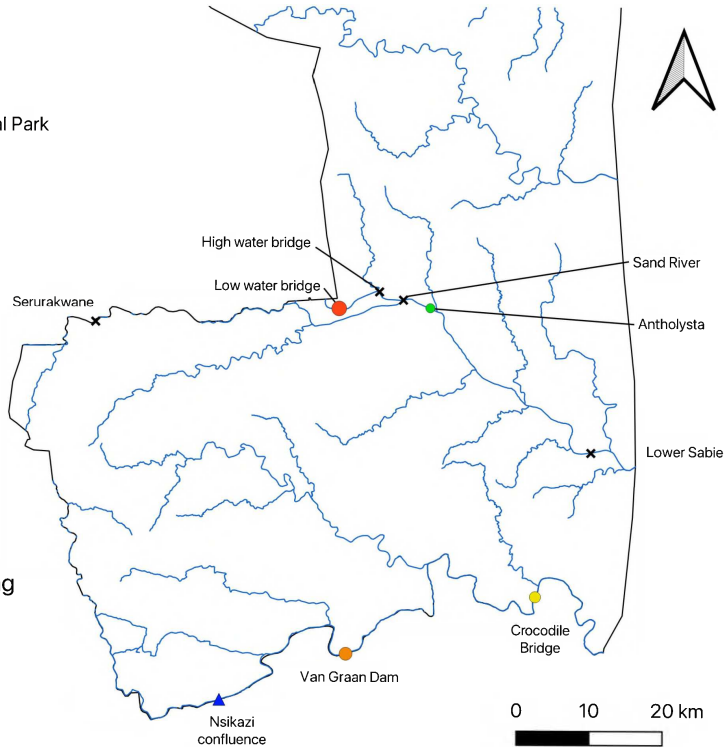 al Park
High water bridge
Sand River
Low water bridge
Serurakwane
Antholysta
Lower Sabie
g
Crocodile
Bridge
Van Graan Dam
Nsikazi
confluence
0 10 20 km